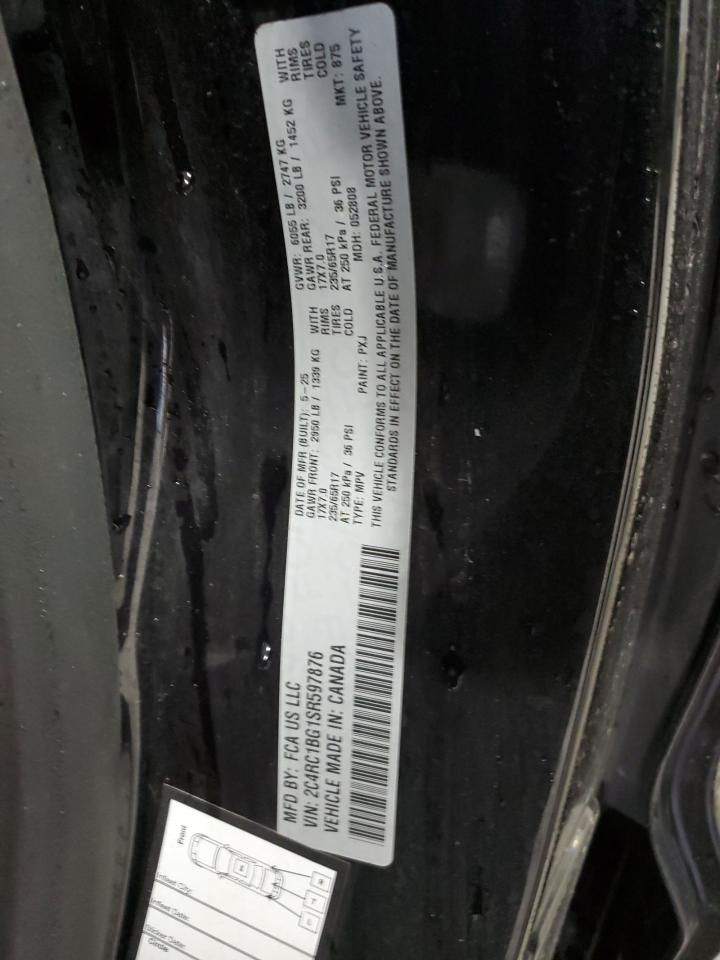 MFD BY: FCA US LLC
VIN: 2C4RC1BG1SR597876
VEHICLE MADE IN: CANADA
DATE OF MFR (BUILT): 5-25
GVWR: 6055 LB / 2747 KG
GAWR FRONT: 2950 LB / 1339 KG WITH
17X7.0 RIMS
235/65R17 TIRES
AT 250 kPa / 36 PSI COLD
GAWR REAR: 3200 LB / 1452 KG WITH
17X7.0 RIMS
235/65R17 TIRES
AT 250 kPa / 36 PSI COLD
TYPE: MPV PAINT: PXJ MDH: 052808 MKT: 875
THIS VEHICLE CONFORMS TO ALL APPLICABLE U.S.A. FEDERAL MOTOR VEHICLE SAFETY
STANDARDS IN EFFECT ON THE DATE OF MANUFACTURE SHOWN ABOVE.
Front